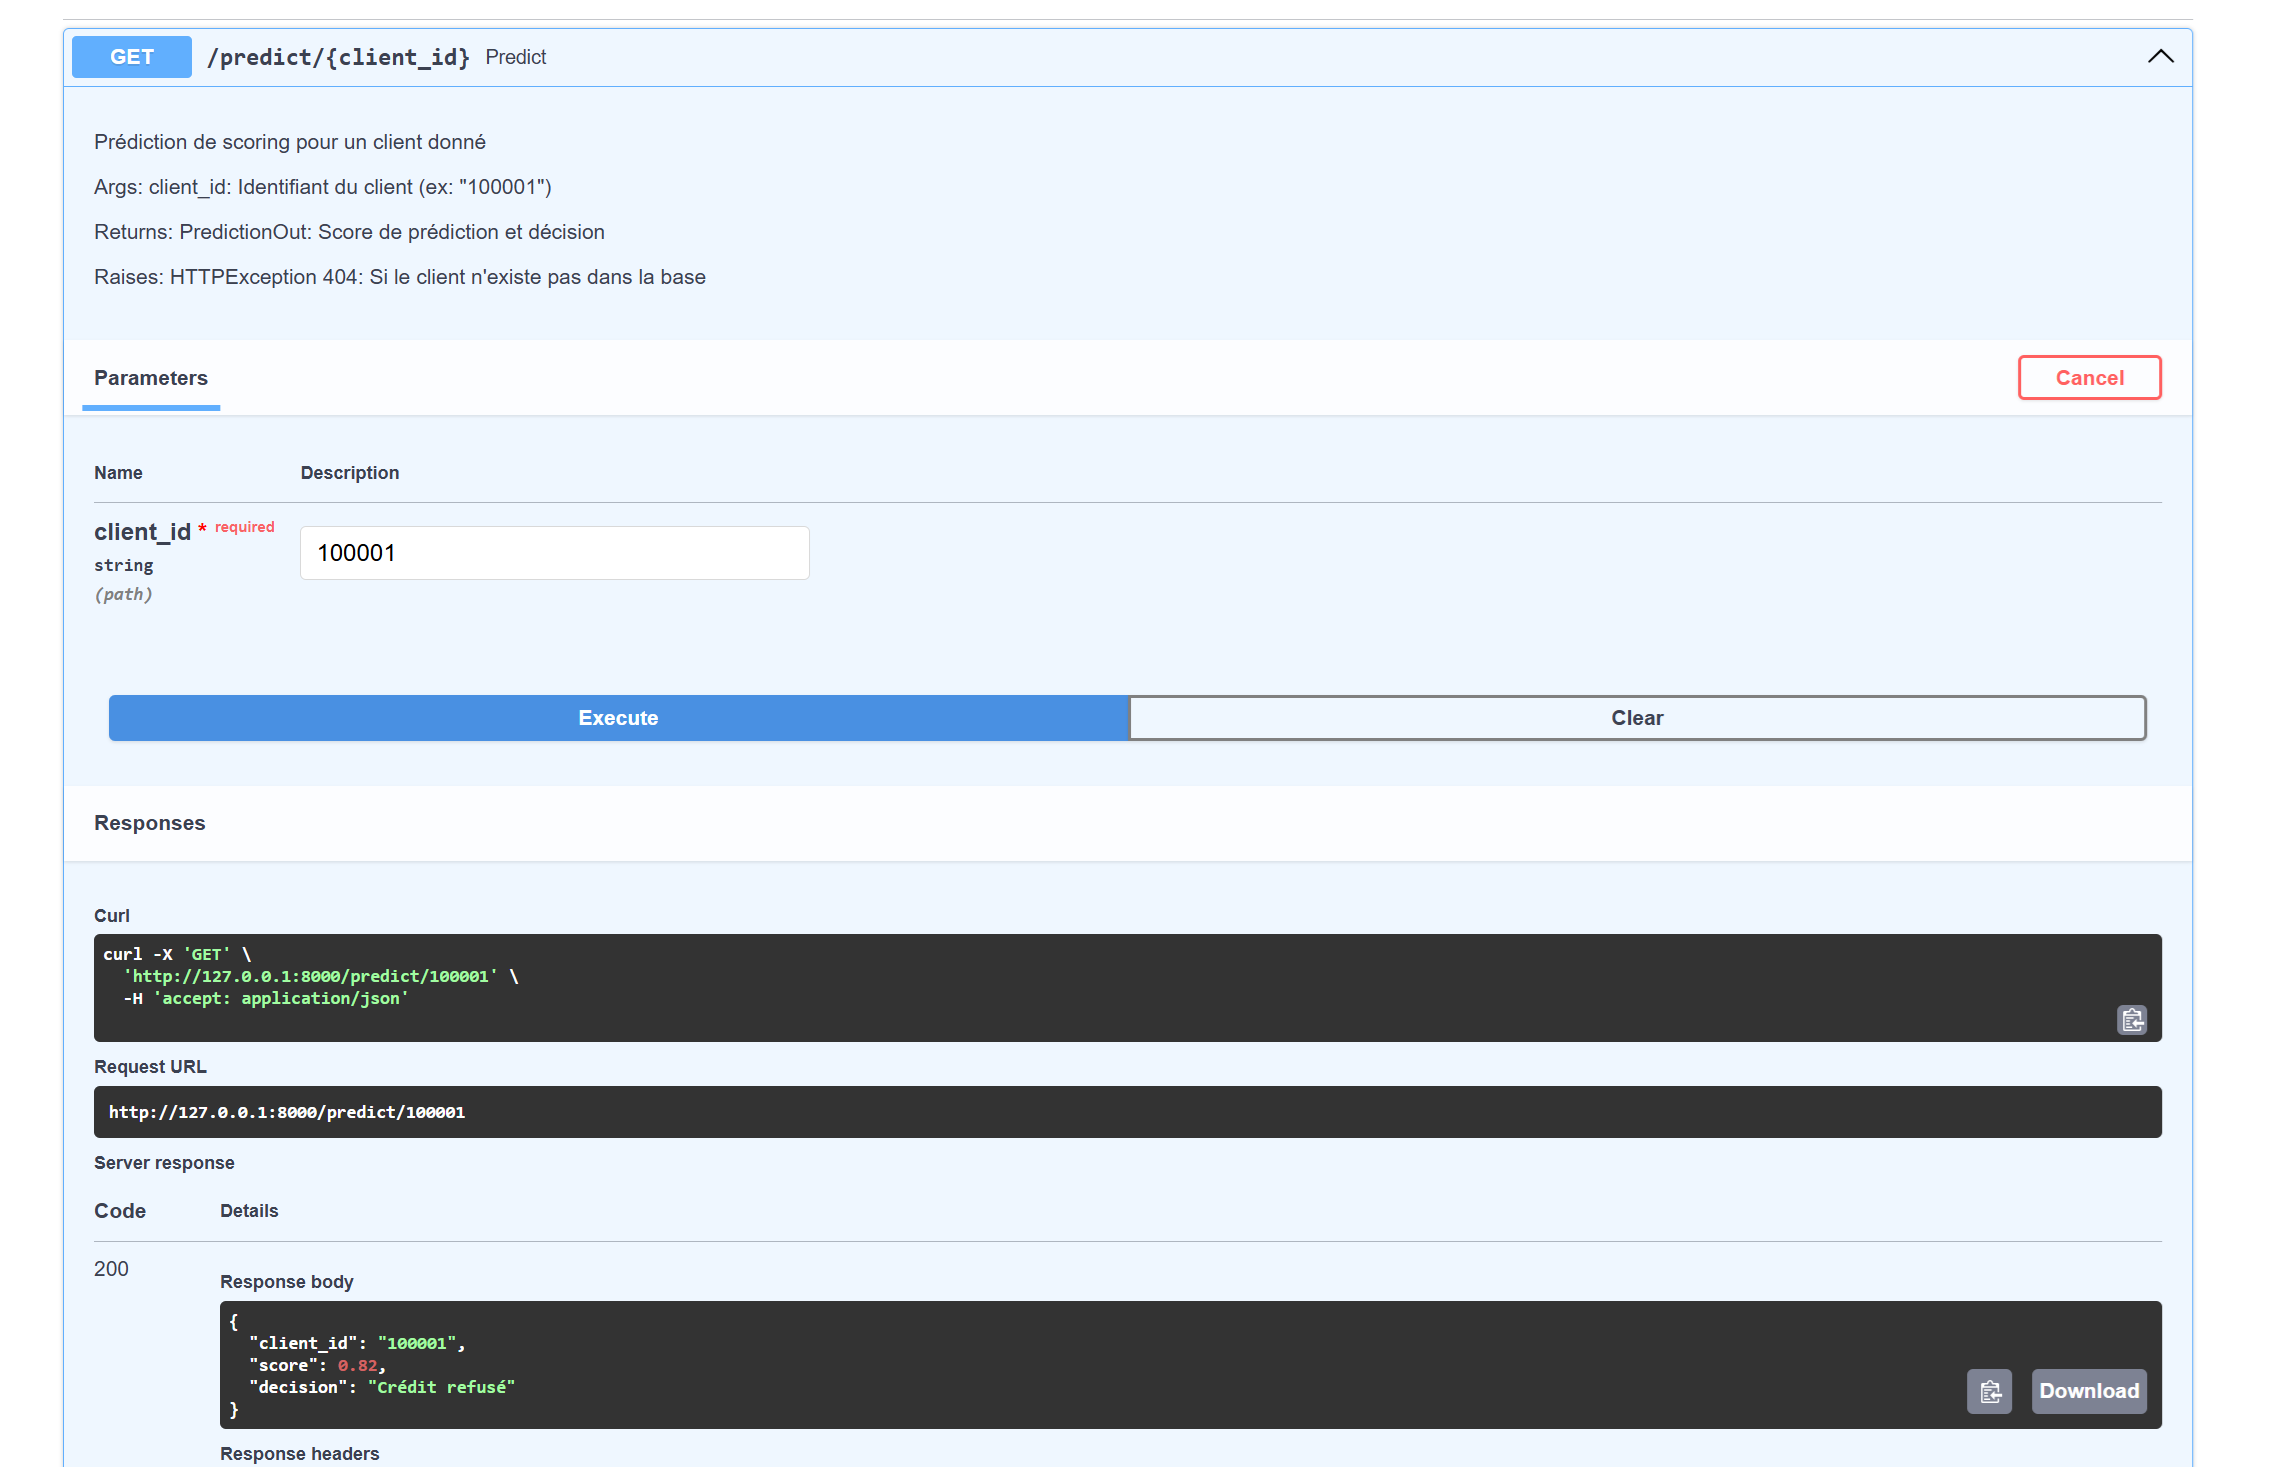 GET /predict/{client_id} Predict
Prédiction de scoring pour un client donné
Args: client_id: Identifiant du client (ex: "100001")
Returns: PredictionOut: Score de prédiction et décision
Raises: HTTPException 404: Si le client n'existe pas dans la base
Parameters
Cancel
Name Description
client_id * required
string
(path)
100001
Execute
Clear
Responses
Curl
curl -X 'GET' \
'http://127.0.0.1:8000/predict/100001' \
-H 'accept: application/json'
Request URL
http://127.0.0.1:8000/predict/100001
Server response
Code Details
200
Response body
{
"client_id": "100001",
"score": 0.82,
"decision": "Crédit refusé"
}
Download
Response headers